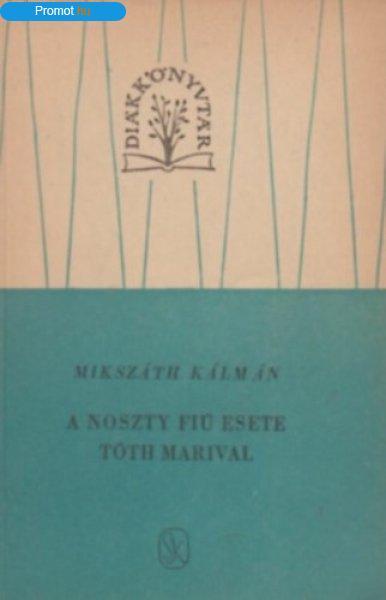 Promot.hu
DIÁKKÖNYVTÁR
MIKSZÁTH KÁLMÁN
A NOSZTY FIÚ ESETE
TÓTH MARIVAL